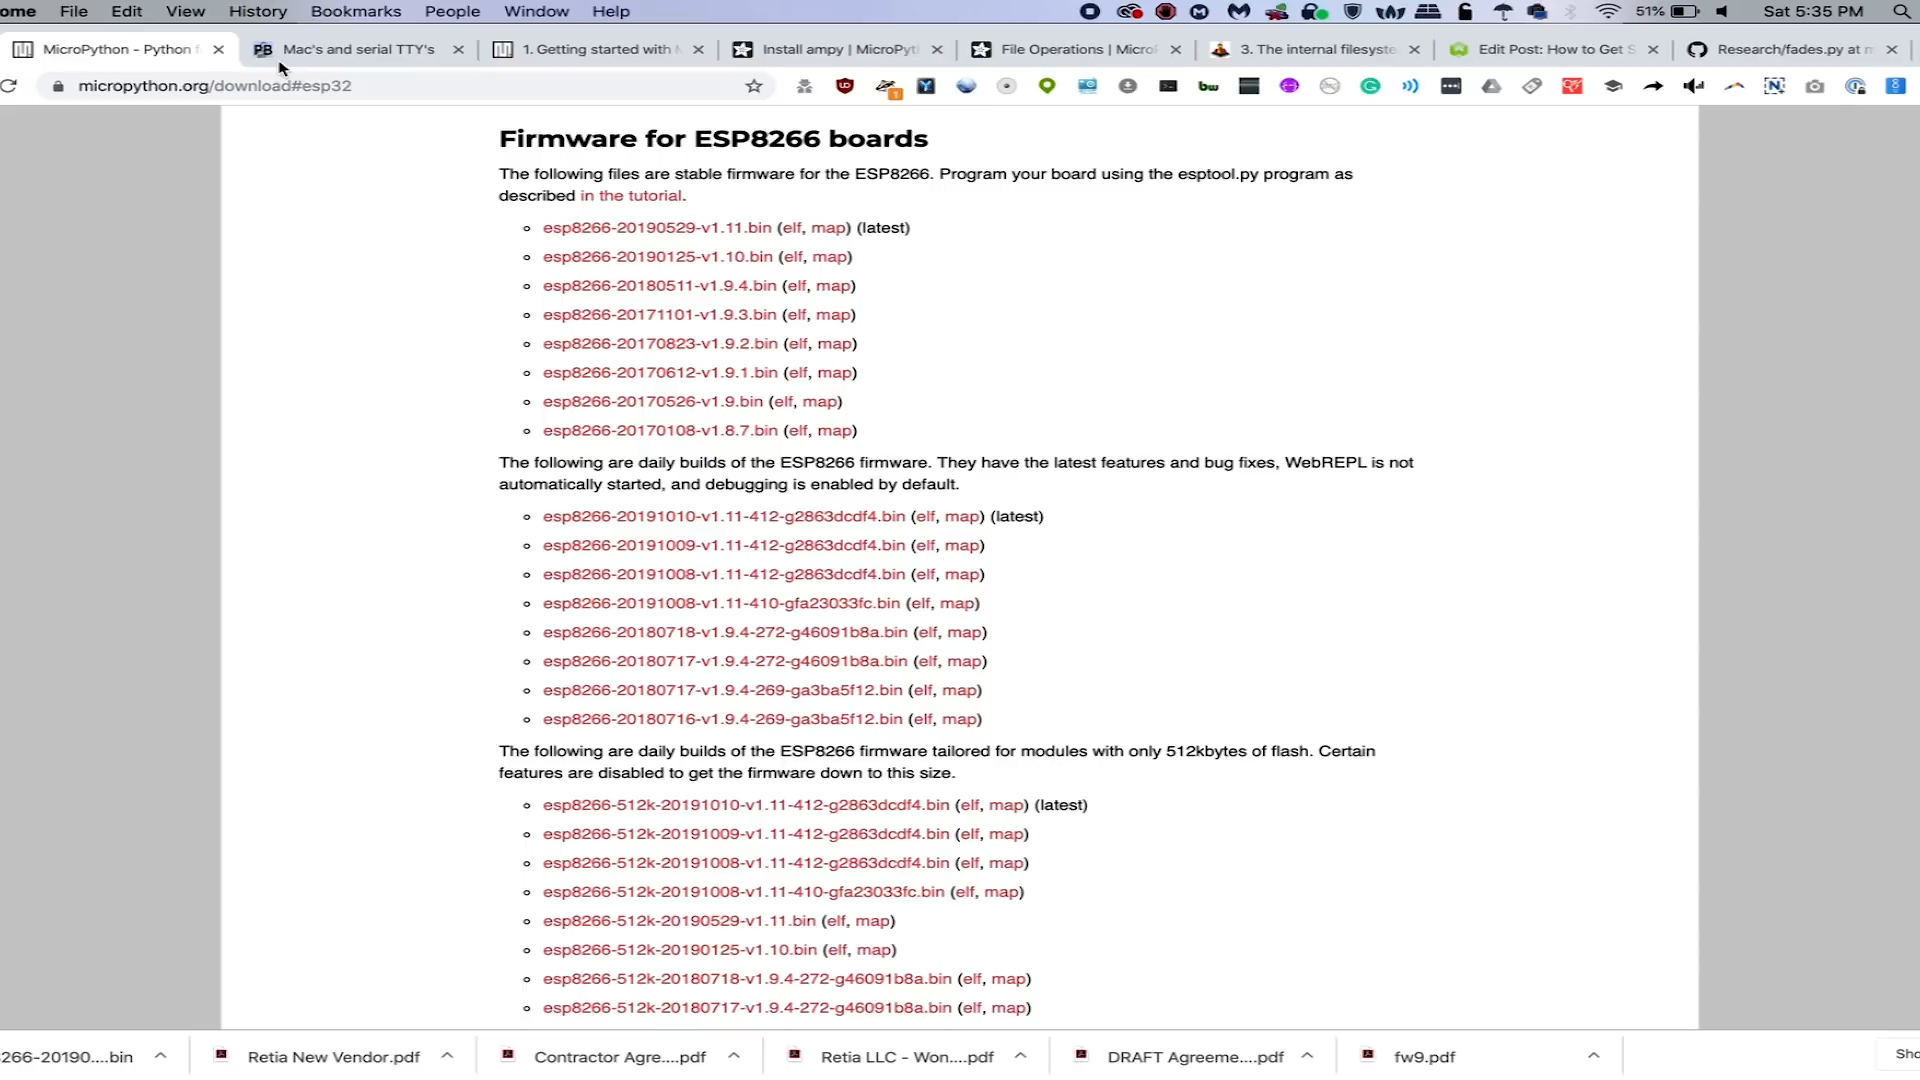 ome File Edit View History Bookmarks People Window Help 51% Sat 5:35 PM
MicroPython - Python f Mac's and serial TTY's 1. Getting started with Install ampy | MicroPyt File Operations | Microl 3. The internal filesyste Edit Post: How to Get S Research/fades.py at m
micropython.org/download#esp32
Firmware for ESP8266 boards
The following files are stable firmware for the ESP8266. Program your board using the esptool.py program as
described in the tutorial.
esp8266-20190529-v1.11.bin (elf, map) (latest)
esp8266-20190125-v1.10.bin (elf, map)
esp8266-20180511-v1.9.4.bin (elf, map)
esp8266-20171101-v1.9.3.bin (elf, map)
esp8266-20170823-v1.9.2.bin (elf, map)
esp8266-20170612-v1.9.1.bin (elf, map)
esp8266-20170526-v1.9.bin (elf, map)
esp8266-20170108-v1.8.7.bin (elf, map)
The following are daily builds of the ESP8266 firmware. They have the latest features and bug fixes, WebREPL is not
automatically started, and debugging is enabled by default.
esp8266-20191010-v1.11-412-g2863dcdf4.bin (elf, map) (latest)
esp8266-20191009-v1.11-412-g2863dcdf4.bin (elf, map)
esp8266-20191008-v1.11-412-g2863dcdf4.bin (elf, map)
esp8266-20191008-v1.11-410-gfa23033fc.bin (elf, map)
esp8266-20180718-v1.9.4-272-g46091b8a.bin (elf, map)
esp8266-20180717-v1.9.4-272-g46091b8a.bin (elf, map)
esp8266-20180717-v1.9.4-269-ga3ba5f12.bin (elf, map)
esp8266-20180716-v1.9.4-269-ga3ba5f12.bin (elf, map)
The following are daily builds of the ESP8266 firmware tailored for modules with only 512kbytes of flash. Certain
features are disabled to get the firmware down to this size.
esp8266-512k-20191010-v1.11-412-g2863dcdf4.bin (elf, map) (latest)
esp8266-512k-20191009-v1.11-412-g2863dcdf4.bin (elf, map)
esp8266-512k-20191008-v1.11-412-g2863dcdf4.bin (elf, map)
esp8266-512k-20191008-v1.11-410-gfa23033fc.bin (elf, map)
esp8266-512k-20190529-v1.11.bin (elf, map)
esp8266-512k-20190125-v1.10.bin (elf, map)
esp8266-512k-20180718-v1.9.4-272-g46091b8a.bin (elf, map)
esp8266-512k-20180717-v1.9.4-272-g46091b8a.bin (elf, map)
266-20190....bin Retia New Vendor.pdf Contractor Agre....pdf Retia LLC - Won....pdf DRAFT Agreeme....pdf fw9.pdf Sho